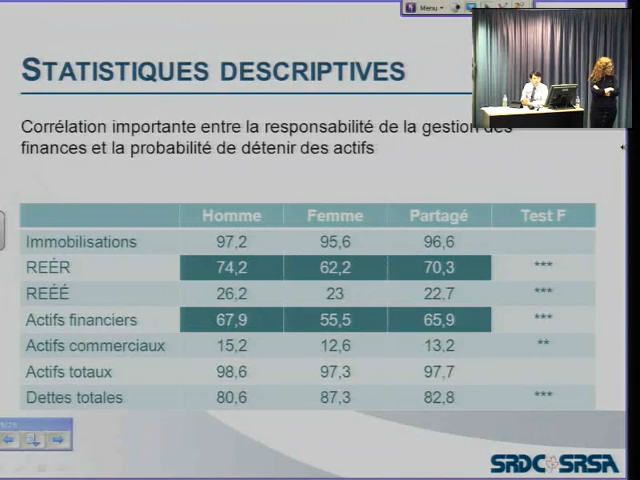 Menu
STATISTIQUES DESCRIPTIVES
Corrélation importante entre la responsabilité de la gestion des
finances et la probabilité de détenir des actifs
Homme Femme Partagé Test F
Immobilisations 97,2 95,6 96,6
REÉR 74,2 62,2 70,3 ***
REÉÉ 26,2 23 22,7 ***
Actifs financiers 67,9 55,5 65,9 ***
Actifs commerciaux 15,2 12,6 13,2 **
Actifs totaux 98,6 97,3 97,7
Dettes totales 80,6 87,3 82,8 ***
SRDC SRSA